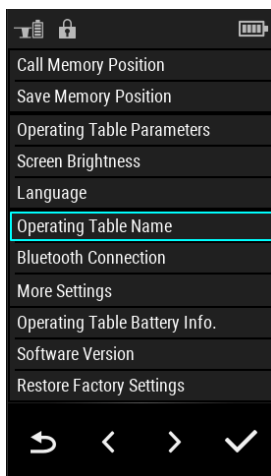 Call Memory Position
Save Memory Position
Operating Table Parameters
Screen Brightness
Language
Operating Table Name
Bluetooth Connection
More Settings
Operating Table Battery Info.
Software Version
Restore Factory Settings